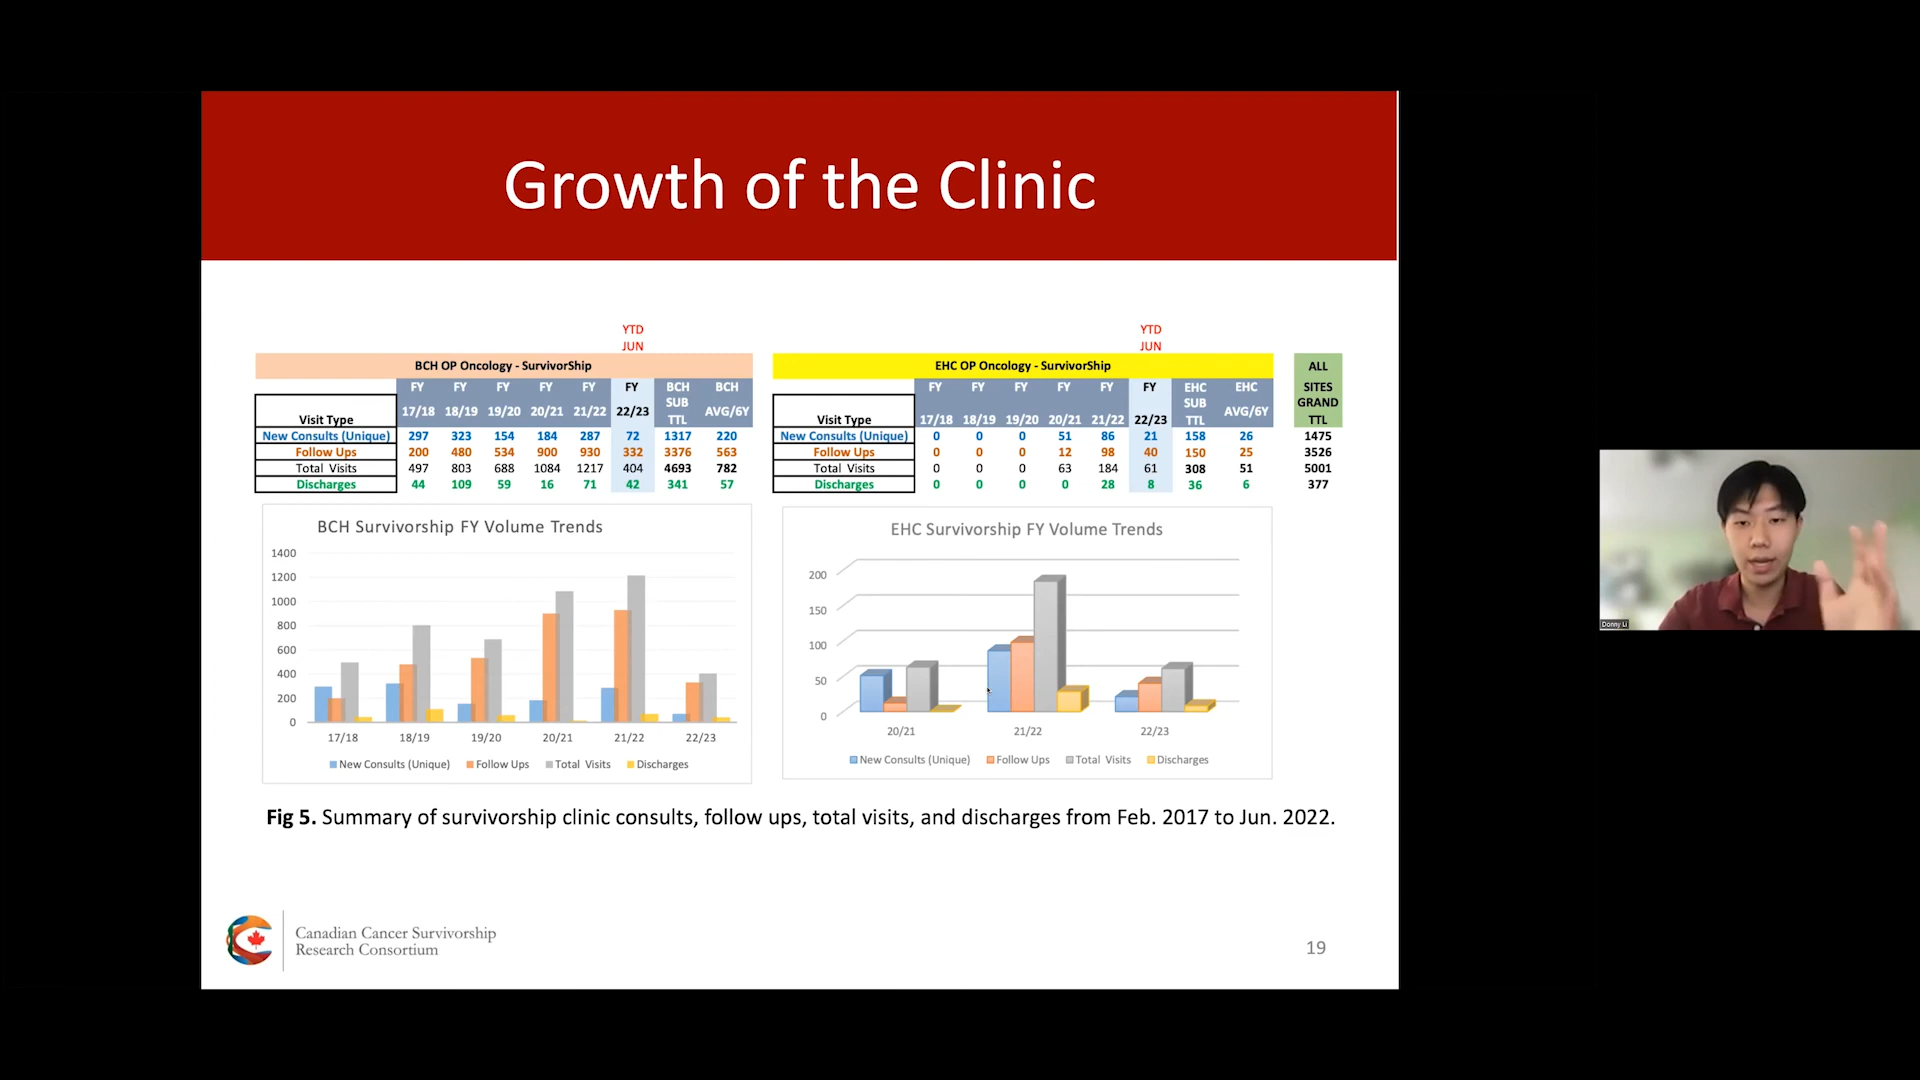 Growth of the Clinic
YTD
JUN
BCH OP Oncology - SurvivorShip
Visit Type FY 17/18 FY 18/19 FY 19/20 FY 20/21 FY 21/22 FY 22/23 BCH SUB TTL BCH AVG/6Y
New Consults (Unique) 297 323 154 184 287 72 1317 220
Follow Ups 200 480 534 900 930 332 3376 563
Total Visits 497 803 688 1084 1217 404 4693 782
Discharges 44 109 59 16 71 42 341 57
YTD
JUN
EHC OP Oncology - SurvivorShip
Visit Type FY 17/18 FY 18/19 FY 19/20 FY 20/21 FY 21/22 FY 22/23 EHC SUB TTL EHC AVG/6Y
New Consults (Unique) 0 0 0 51 86 21 158 26
Follow Ups 0 0 0 12 98 40 150 25
Total Visits 0 0 0 63 184 61 308 51
Discharges 0 0 0 0 28 8 36 6
ALL
SITES
GRAND
TTL
1475
3526
5001
377
BCH Survivorship FY Volume Trends
1400
1200
1000
800
600
400
200
0
17/18 18/19 19/20 20/21 21/22 22/23
New Consults (Unique) Follow Ups Total Visits Discharges
EHC Survivorship FY Volume Trends
200
150
100
50
0
20/21 21/22 22/23
New Consults (Unique) Follow Ups Total Visits Discharges
Fig 5. Summary of survivorship clinic consults, follow ups, total visits, and discharges from Feb. 2017 to Jun. 2022.
Canadian Cancer Survivorship
Research Consortium
19
Donny Li